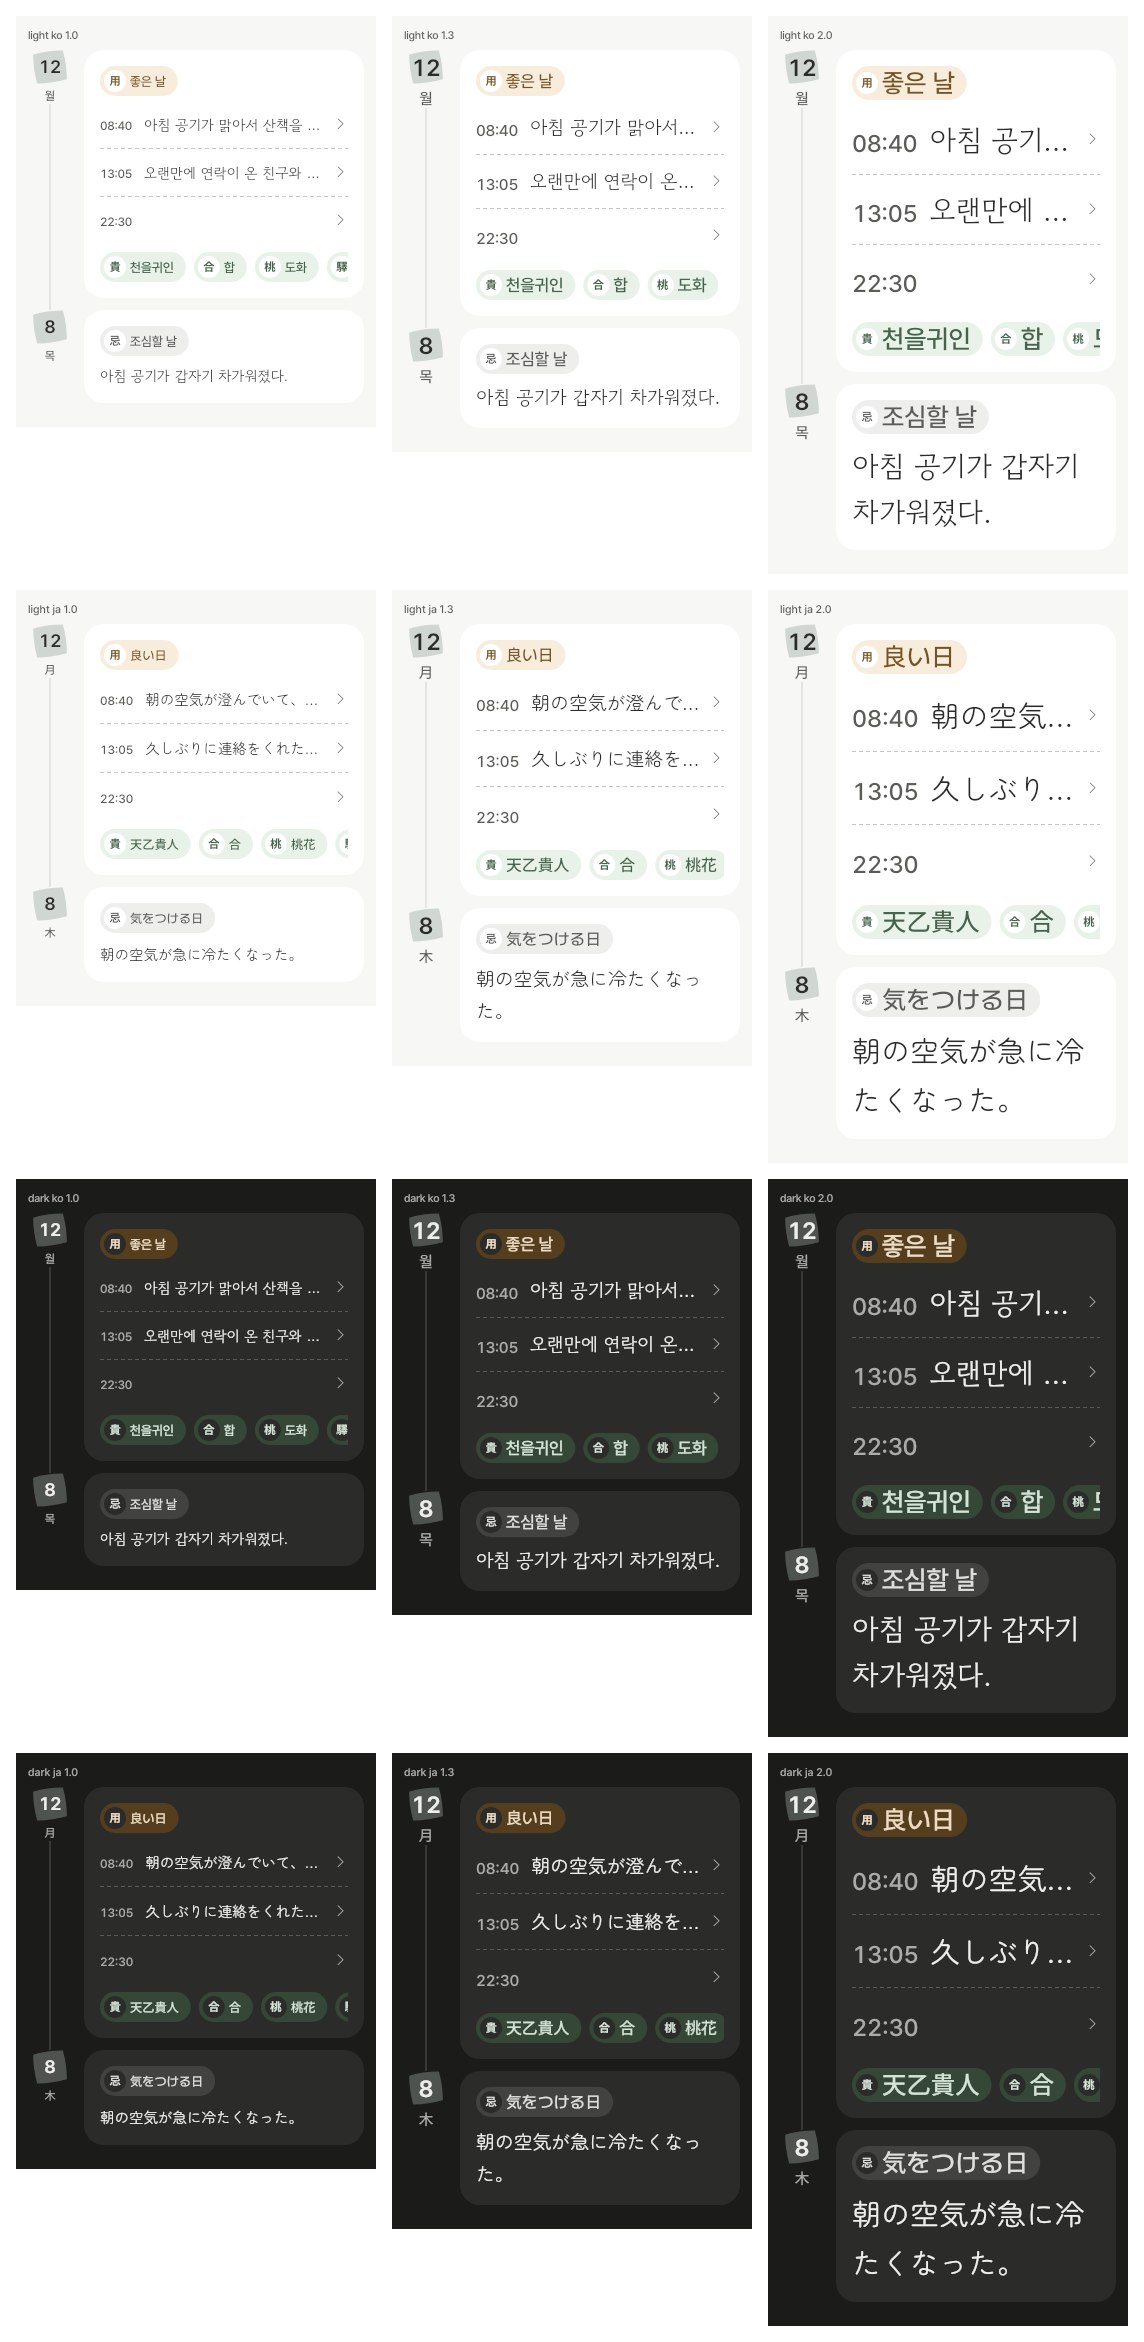 light ko 1.0
12
월
用 좋은 날
08:40 아침 공기가 맑아서 산책을 ...
13:05 오랜만에 연락이 온 친구와 ...
22:30
貴 천을귀인 合 합 桃 도화 驛
8
목
忌 조심할 날
아침 공기가 갑자기 차가워졌다.
light ko 1.3
12
월
用 좋은 날
08:40 아침 공기가 맑아서...
13:05 오랜만에 연락이 온...
22:30
貴 천을귀인 合 합 桃 도화
8
목
忌 조심할 날
아침 공기가 갑자기 차가워졌다.
light ko 2.0
12
월
用 좋은 날
08:40 아침 공기...
13:05 오랜만에 ...
22:30
貴 천을귀인 合 합 桃
8
목
忌 조심할 날
아침 공기가 갑자기
차가워졌다.
light ja 1.0
12
月
用 良い日
08:40 朝の空気が澄んでいて、...
13:05 久しぶりに連絡をくれた...
22:30
貴 天乙貴人 合 合 桃 桃花
8
木
忌 気をつける日
朝の空気が急に冷たくなった。
light ja 1.3
12
月
用 良い日
08:40 朝の空気が澄んで...
13:05 久しぶりに連絡を...
22:30
貴 天乙貴人 合 合 桃 桃花
8
木
忌 気をつける日
朝の空気が急に冷たくなっ
た。
light ja 2.0
12
月
用 良い日
08:40 朝の空気...
13:05 久しぶり...
22:30
貴 天乙貴人 合 合 桃
8
木
忌 気をつける日
朝の空気が急に冷
たくなった。
dark ko 1.0
12
월
用 좋은 날
08:40 아침 공기가 맑아서 산책을 ...
13:05 오랜만에 연락이 온 친구와 ...
22:30
貴 천을귀인 合 합 桃 도화 驛
8
목
忌 조심할 날
아침 공기가 갑자기 차가워졌다.
dark ko 1.3
12
월
用 좋은 날
08:40 아침 공기가 맑아서...
13:05 오랜만에 연락이 온...
22:30
貴 천을귀인 合 합 桃 도화
8
목
忌 조심할 날
아침 공기가 갑자기 차가워졌다.
dark ko 2.0
12
월
用 좋은 날
08:40 아침 공기...
13:05 오랜만에 ...
22:30
貴 천을귀인 合 합 桃
8
목
忌 조심할 날
아침 공기가 갑자기
차가워졌다.
dark ja 1.0
12
月
用 良い日
08:40 朝の空気が澄んでいて、...
13:05 久しぶりに連絡をくれた...
22:30
貴 天乙貴人 合 合 桃 桃花
8
木
忌 気をつける日
朝の空気が急に冷たくなった。
dark ja 1.3
12
月
用 良い日
08:40 朝の空気が澄んで...
13:05 久しぶりに連絡を...
22:30
貴 天乙貴人 合 合 桃 桃花
8
木
忌 気をつける日
朝の空気が急に冷たくなっ
た。
dark ja 2.0
12
月
用 良い日
08:40 朝の空気...
13:05 久しぶり...
22:30
貴 天乙貴人 合 合 桃
8
木
忌 気をつける日
朝の空気が急に冷
たくなった。